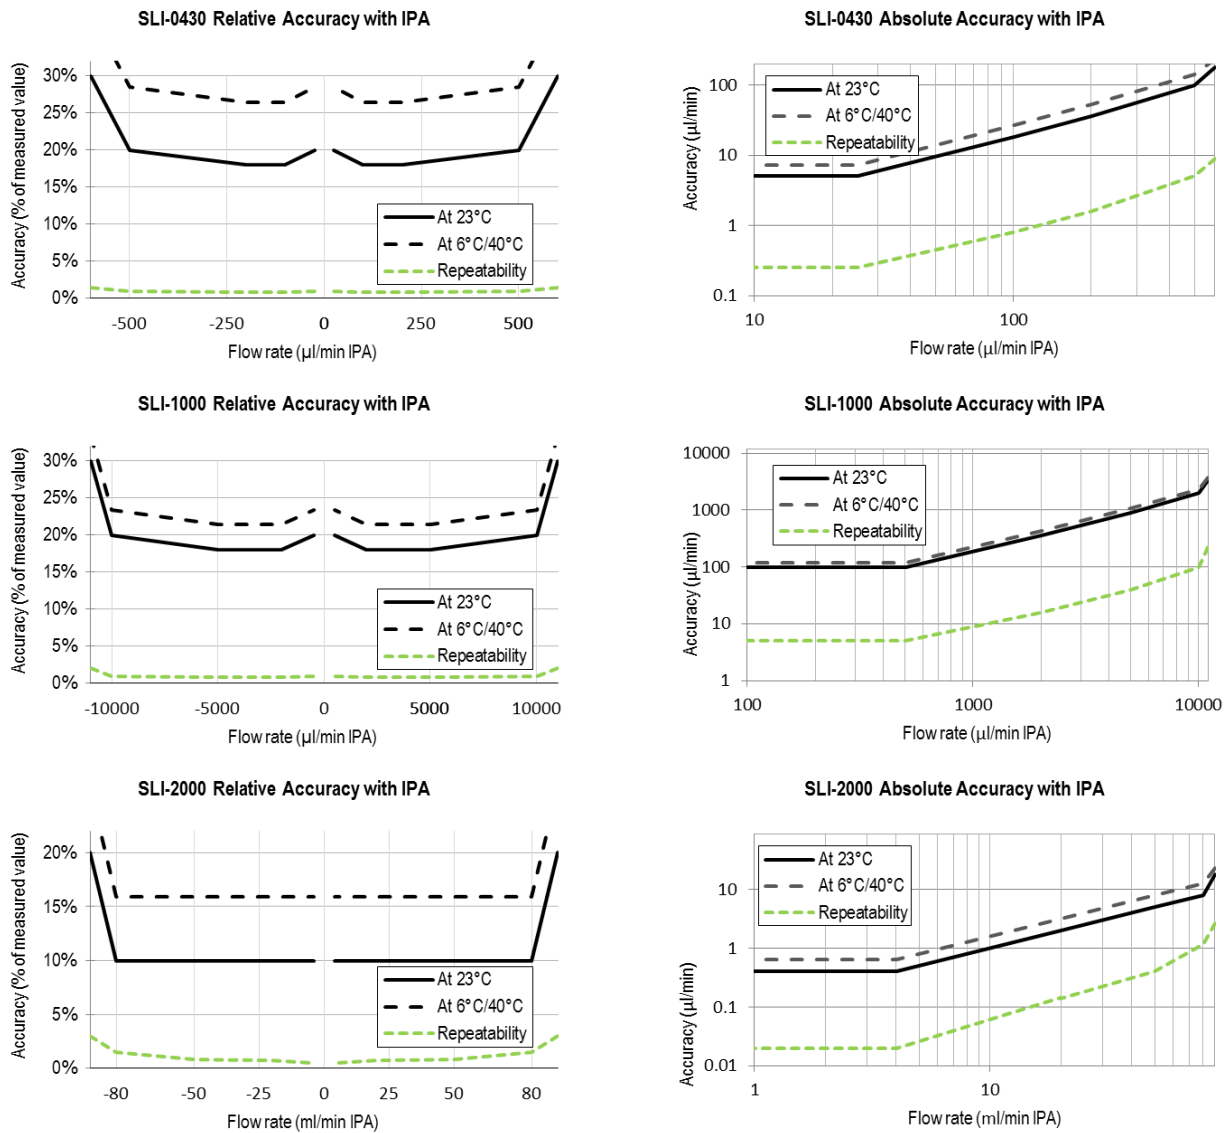 SLI-0430 Relative Accuracy with IPA
Accuracy (% of measured value)
30%
25%
20%
15%
10%
5%
0%
At 23°C
At 6°C/40°C
Repeatability
-500 -250 0 250 500
Flow rate (µl/min IPA)
SLI-0430 Absolute Accuracy with IPA
Accuracy (µl/min)
100
10
1
0.1
At 23°C
At 6°C/40°C
Repeatability
10 100
Flow rate (µl/min IPA)
SLI-1000 Relative Accuracy with IPA
Accuracy (% of measured value)
30%
25%
20%
15%
10%
5%
0%
At 23°C
At 6°C/40°C
Repeatability
-10000 -5000 0 5000 10000
Flow rate (µl/min IPA)
SLI-1000 Absolute Accuracy with IPA
Accuracy (µl/min)
10000
1000
100
10
1
At 23°C
At 6°C/40°C
Repeatability
100 1000 10000
Flow rate (µl/min IPA)
SLI-2000 Relative Accuracy with IPA
Accuracy (% of measured value)
20%
15%
10%
5%
0%
At 23°C
At 6°C/40°C
Repeatability
-80 -50 -25 0 25 50 80
Flow rate (ml/min IPA)
SLI-2000 Absolute Accuracy with IPA
Accuracy (µl/min)
10
1
0.1
0.01
At 23°C
At 6°C/40°C
Repeatability
1 10
Flow rate (ml/min IPA)